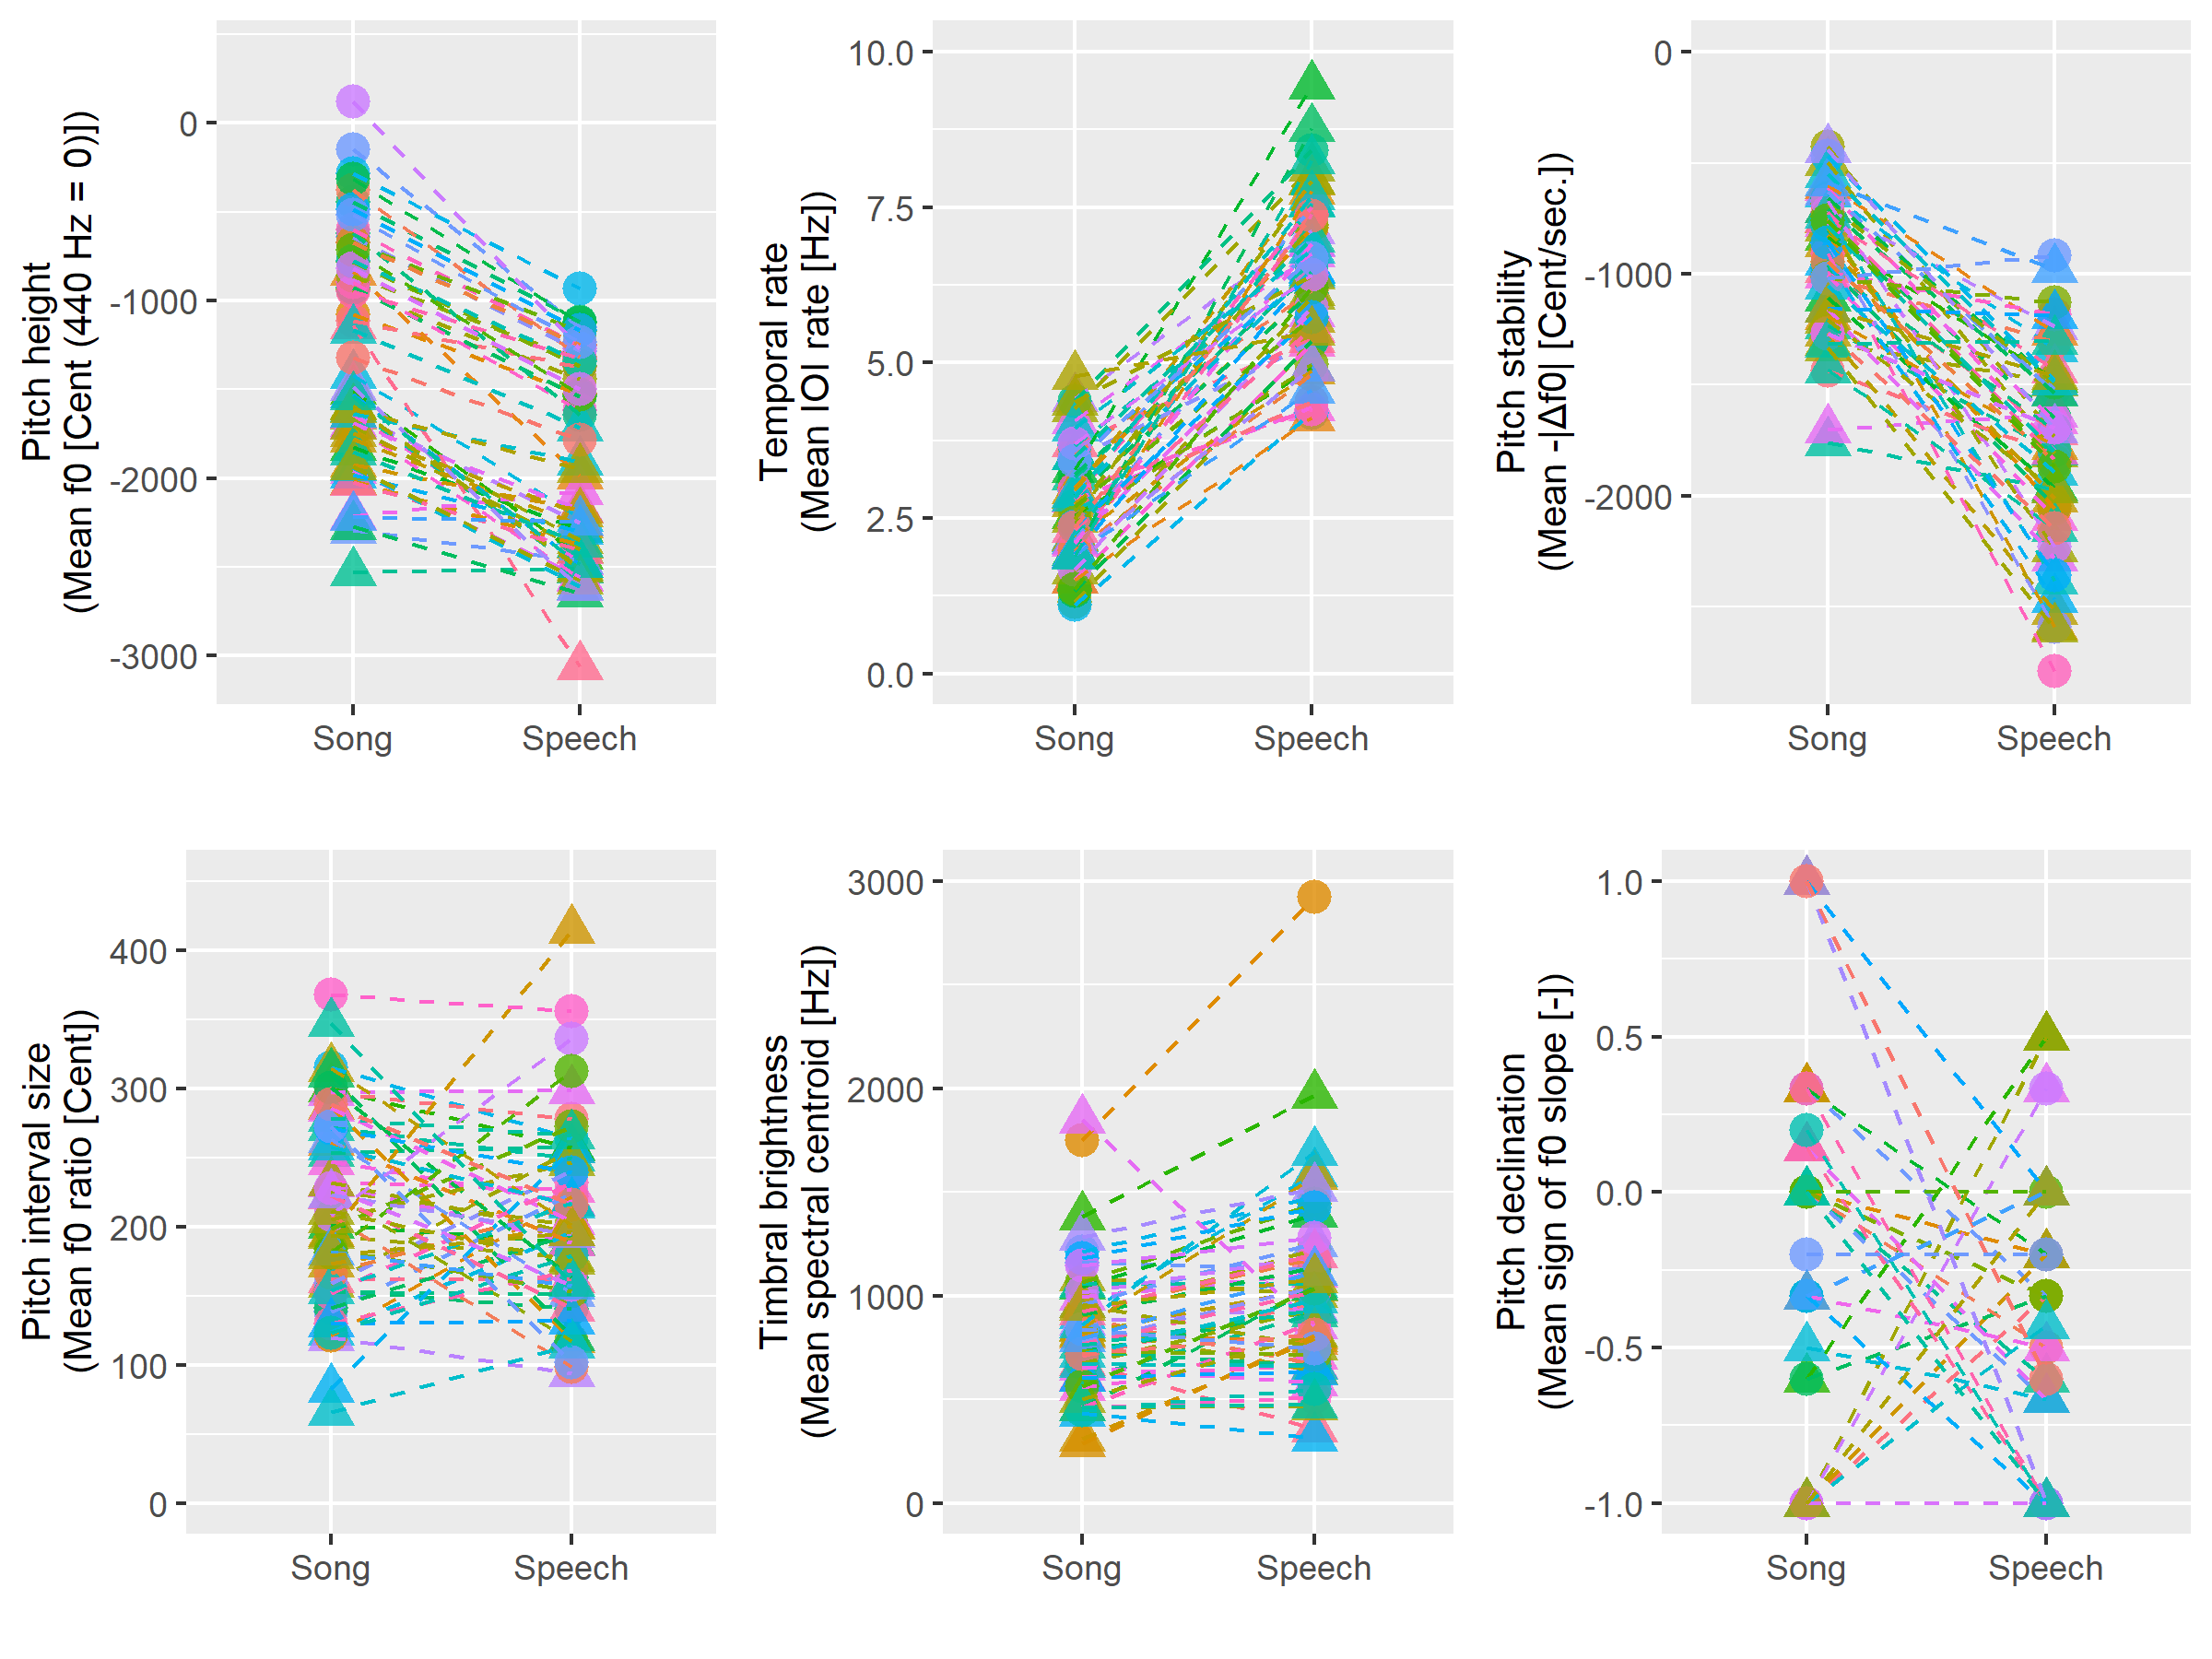 Pitch height
(Mean f0 [Cent (440 Hz = 0)])
0
-1000
-2000
-3000
Song Speech
Temporal rate
(Mean IOI rate [Hz])
10.0
7.5
5.0
2.5
0.0
Song Speech
Pitch stability
(Mean -|Δf0| [Cent/sec.])
0
-1000
-2000
Song Speech
Pitch interval size
(Mean f0 ratio [Cent])
400
300
200
100
0
Song Speech
Timbral brightness
(Mean spectral centroid [Hz])
3000
2000
1000
0
Song Speech
Pitch declination
(Mean sign of f0 slope [-])
1.0
0.5
0.0
-0.5
-1.0
Song Speech